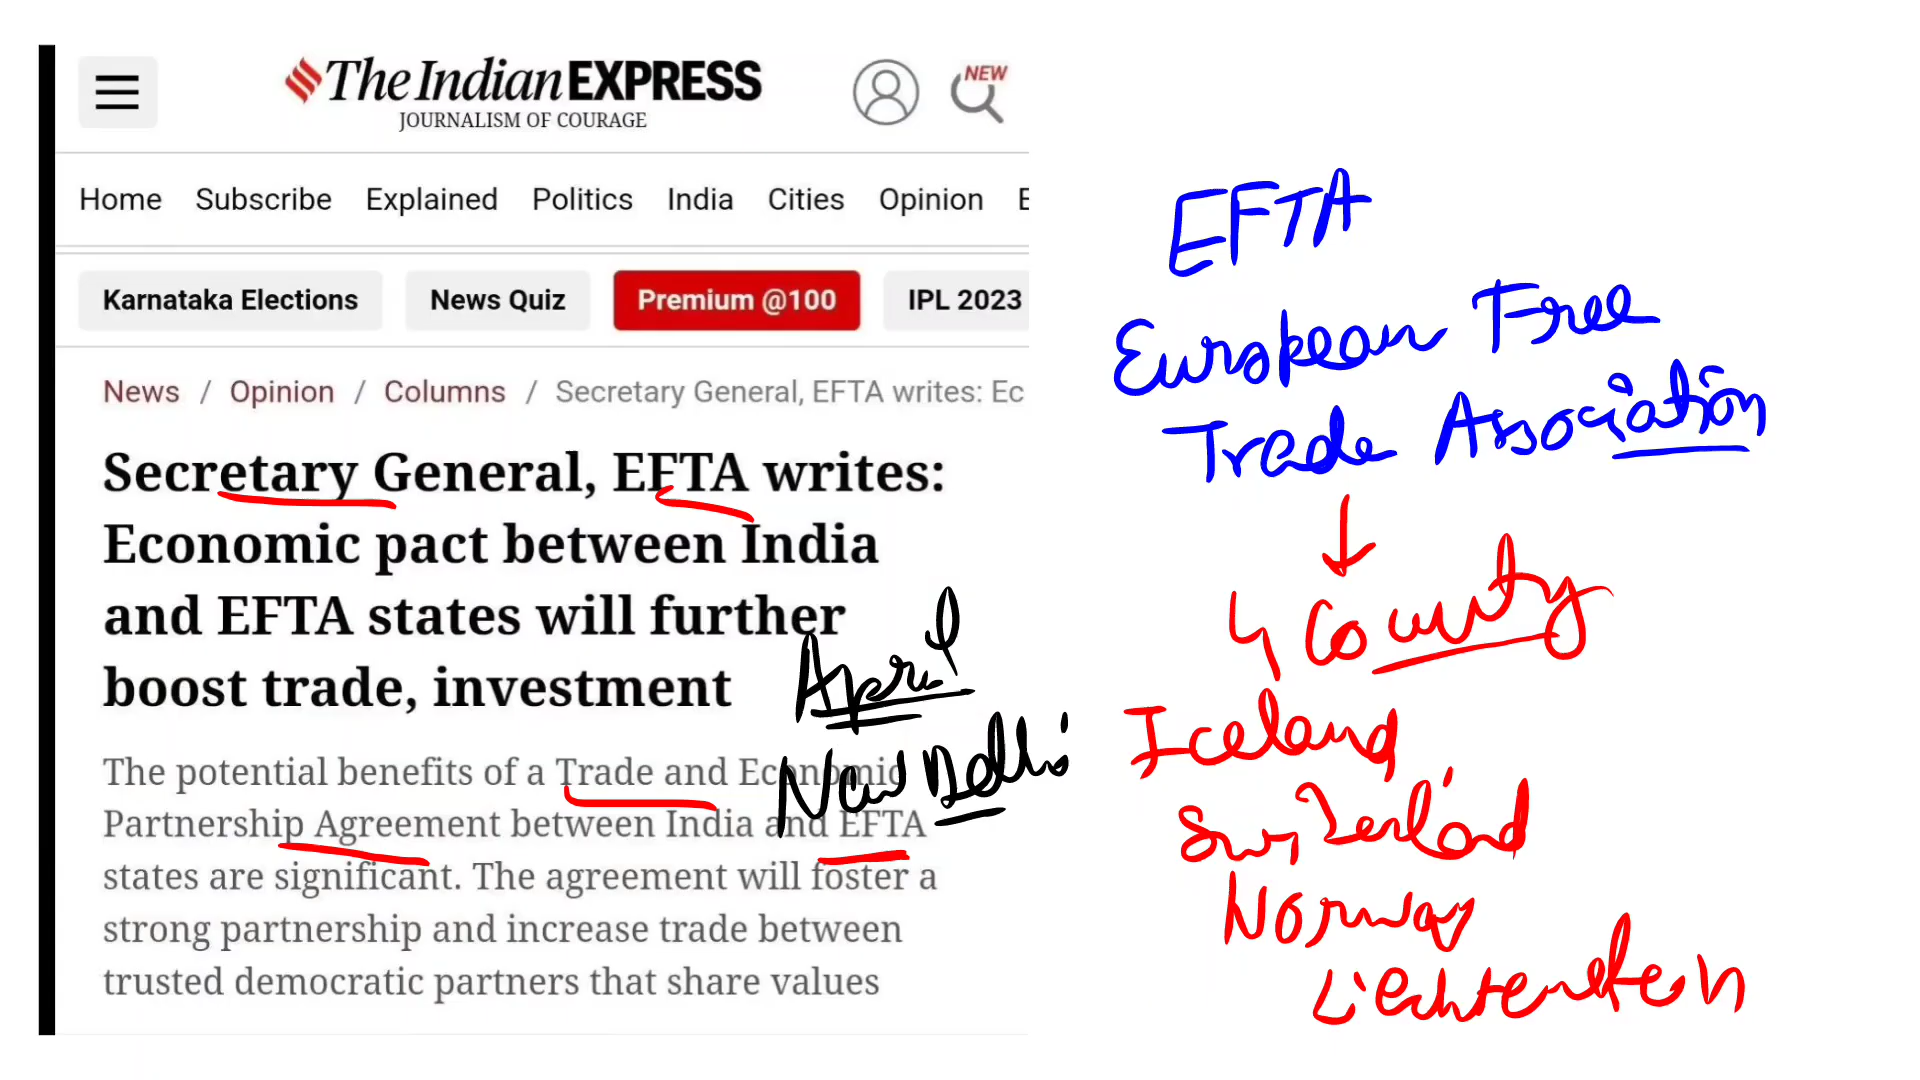 The Indian EXPRESS
JOURNALISM OF COURAGE
NEW
Home Subscribe Explained Politics India Cities Opinion E
Karnataka Elections News Quiz Premium @100 IPL 2023
News / Opinion / Columns / Secretary General, EFTA writes: Ec
Secretary General, EFTA writes:
Economic pact between India
and EFTA states will further
boost trade, investment
The potential benefits of a Trade and Economic
Partnership Agreement between India and EFTA
states are significant. The agreement will foster a
strong partnership and increase trade between
trusted democratic partners that share values
April
New Delhi
EFTA
European Free
Trade Association
4 County
Iceland
Switzerland
Norway
Liechtenstein